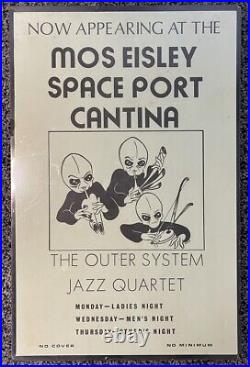 NOW APPEARING AT THE
MOS EISLEY
SPACE PORT
CANTINA
THE OUTER SYSTEM
JAZZ QUARTET
MONDAY—LADIES NIGHT
WEDNESDAY—MEN'S NIGHT
THURSDAY— NIGHT
NO COVER NO MINIMUM